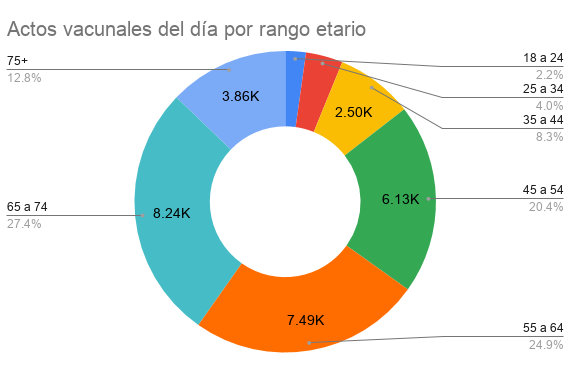 Actos vacunales del día por rango etario
75+
12.8%
18 a 24
2.2%
25 a 34
4.0%
35 a 44
8.3%
3.86K
2.50K
45 a 54
20.4%
6.13K
65 a 74
27.4%
8.24K
7.49K
55 a 64
24.9%